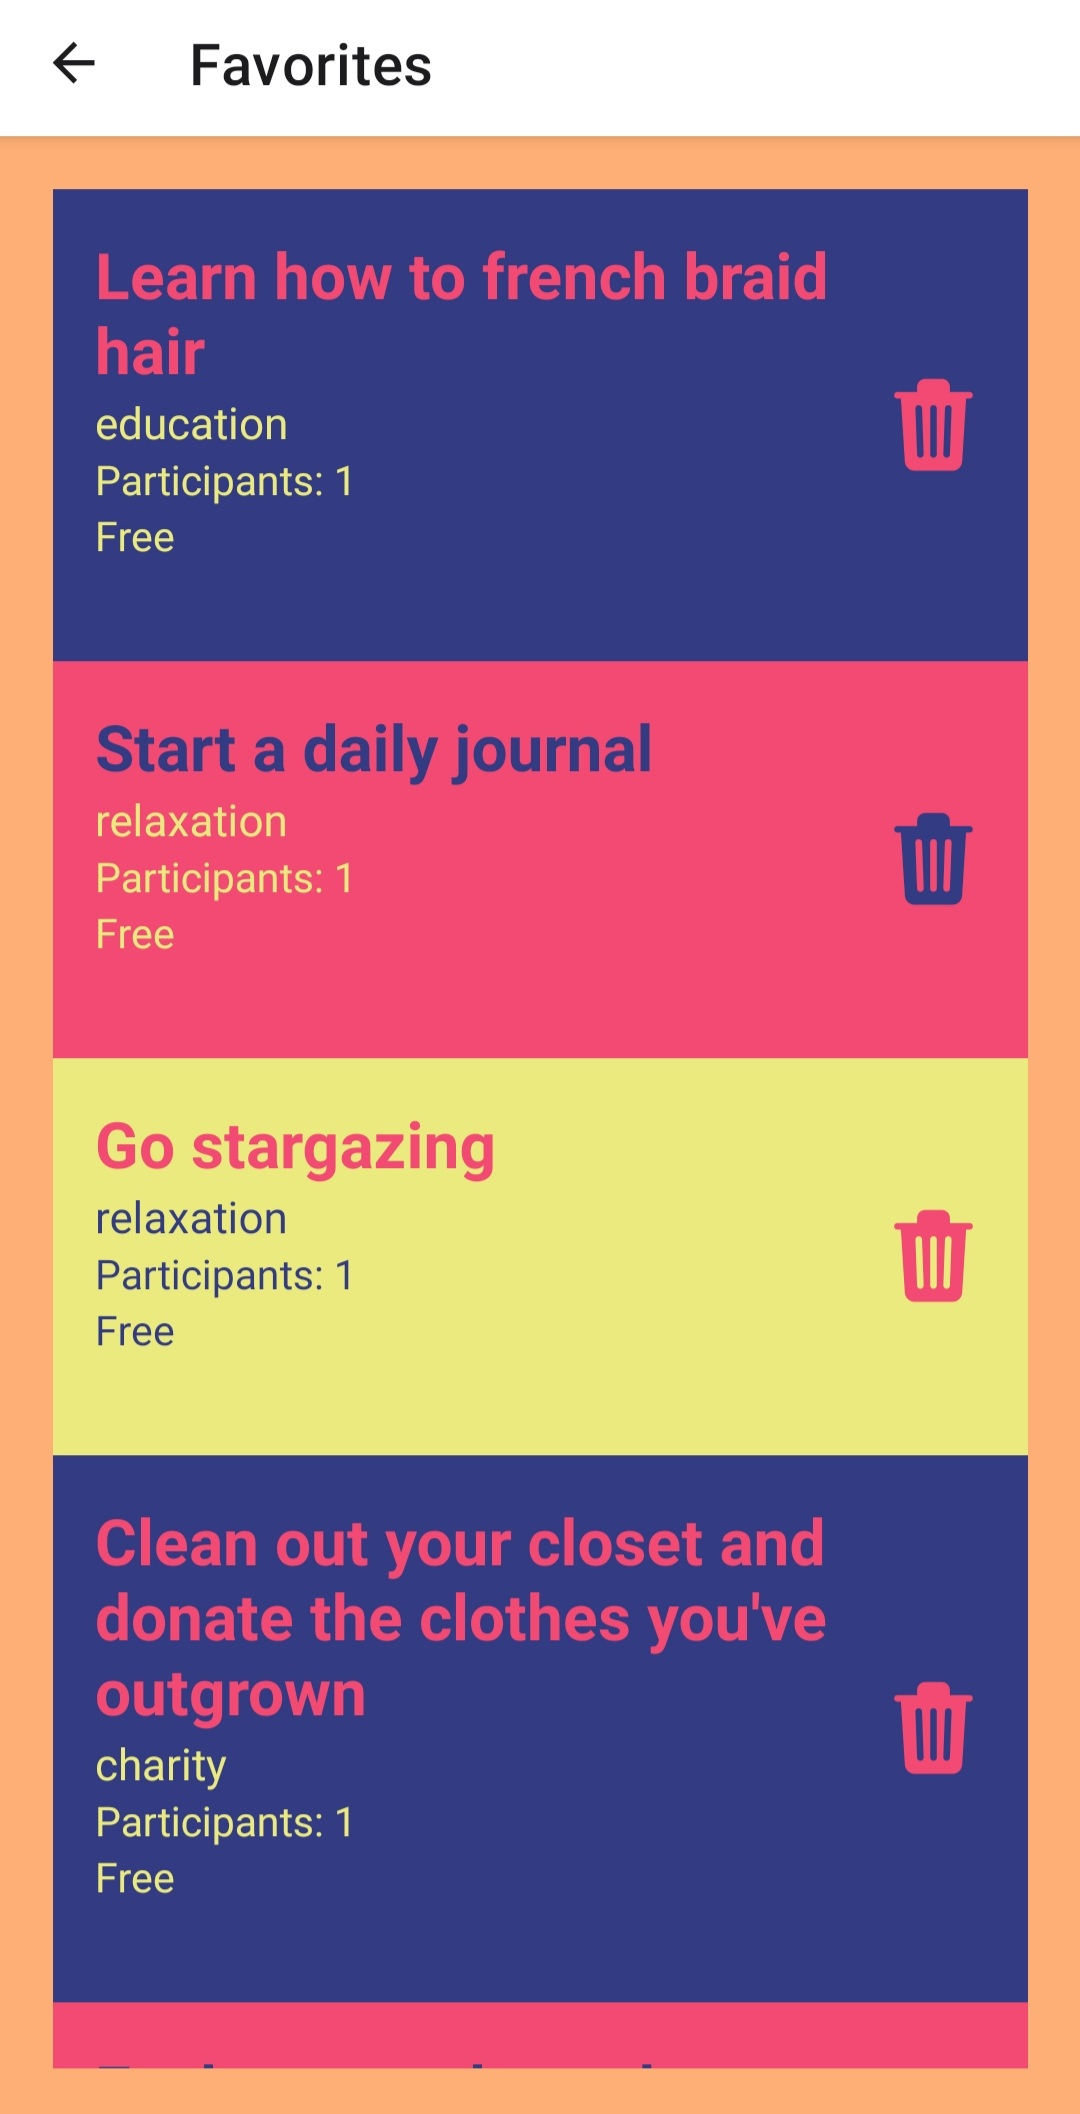 Favorites
Learn how to french braid
hair
education
Participants: 1
Free
Start a daily journal
relaxation
Participants: 1
Free
Go stargazing
relaxation
Participants: 1
Free
Clean out your closet and
donate the clothes you've
outgrown
charity
Participants: 1
Free